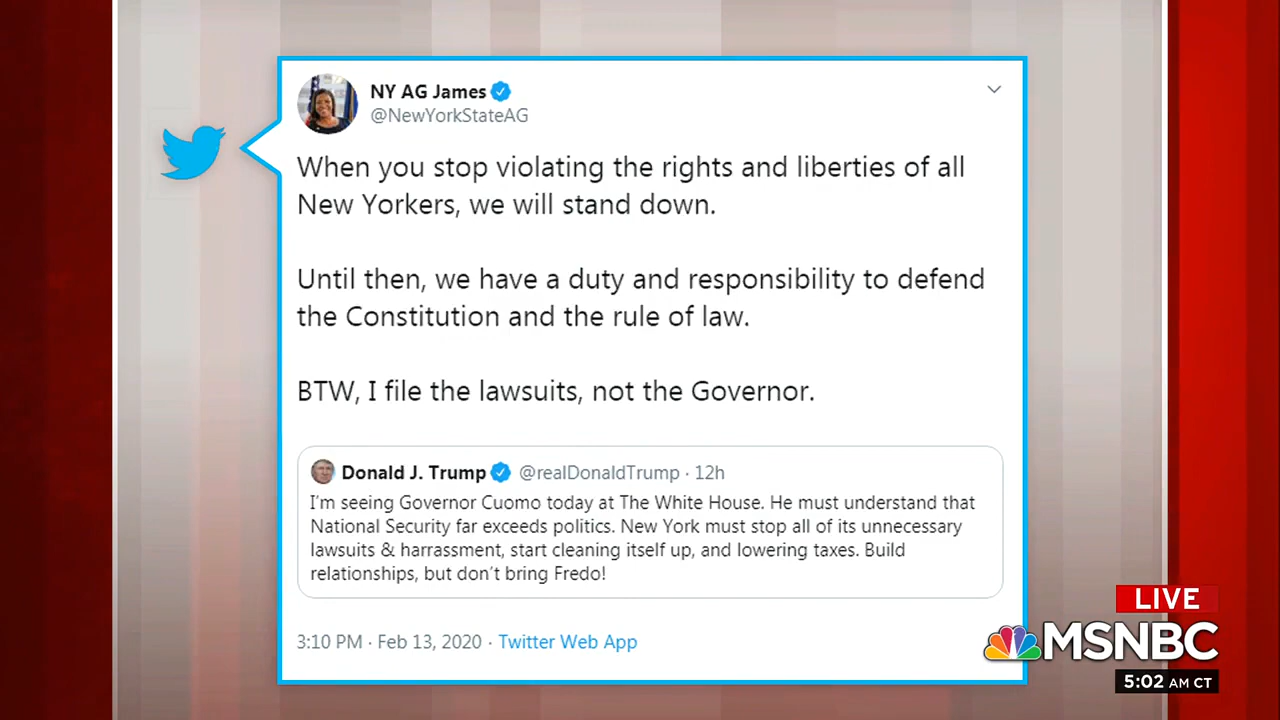 NY AG James
@NewYorkStateAG
When you stop violating the rights and liberties of all
New Yorkers, we will stand down.
Until then, we have a duty and responsibility to defend
the Constitution and the rule of law.
BTW, I file the lawsuits, not the Governor.
Donald J. Trump @realDonaldTrump · 12h
I'm seeing Governor Cuomo today at The White House. He must understand that
National Security far exceeds politics. New York must stop all of its unnecessary
lawsuits & harrassment, start cleaning itself up, and lowering taxes. Build
relationships, but don't bring Fredo!
3:10 PM · Feb 13, 2020 · Twitter Web App
LIVE
MSNBC
5:02 AM CT